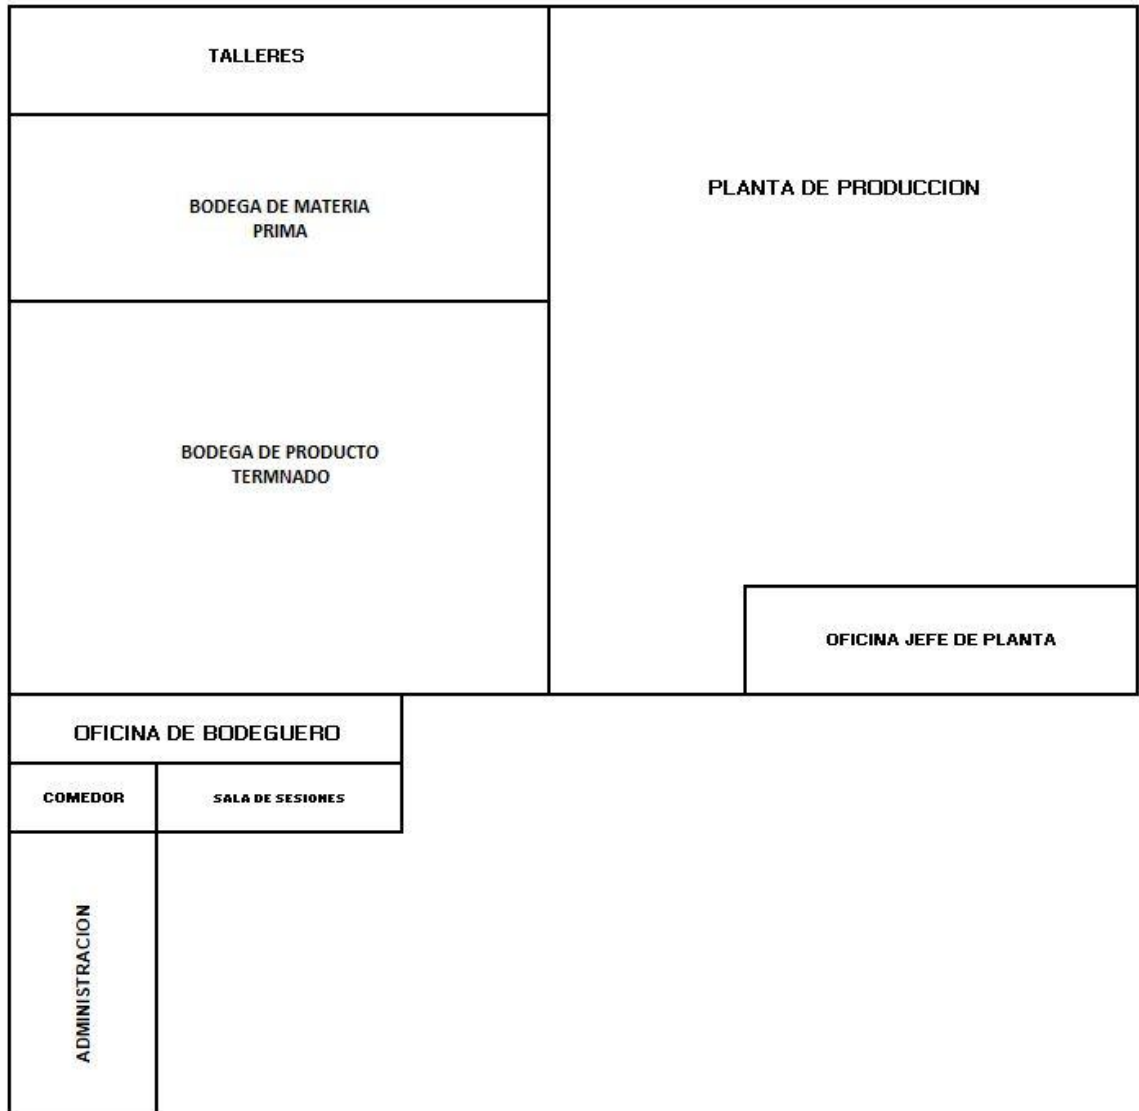 TALLERES
PLANTA DE PRODUCCION
BODEGA DE MATERIA
PRIMA
BODEGA DE PRODUCTO
TERMNADO
OFICINA JEFE DE PLANTA
OFICINA DE BODEGUERO
COMEDOR
SALA DE SESIONES
ADMINISTRACION